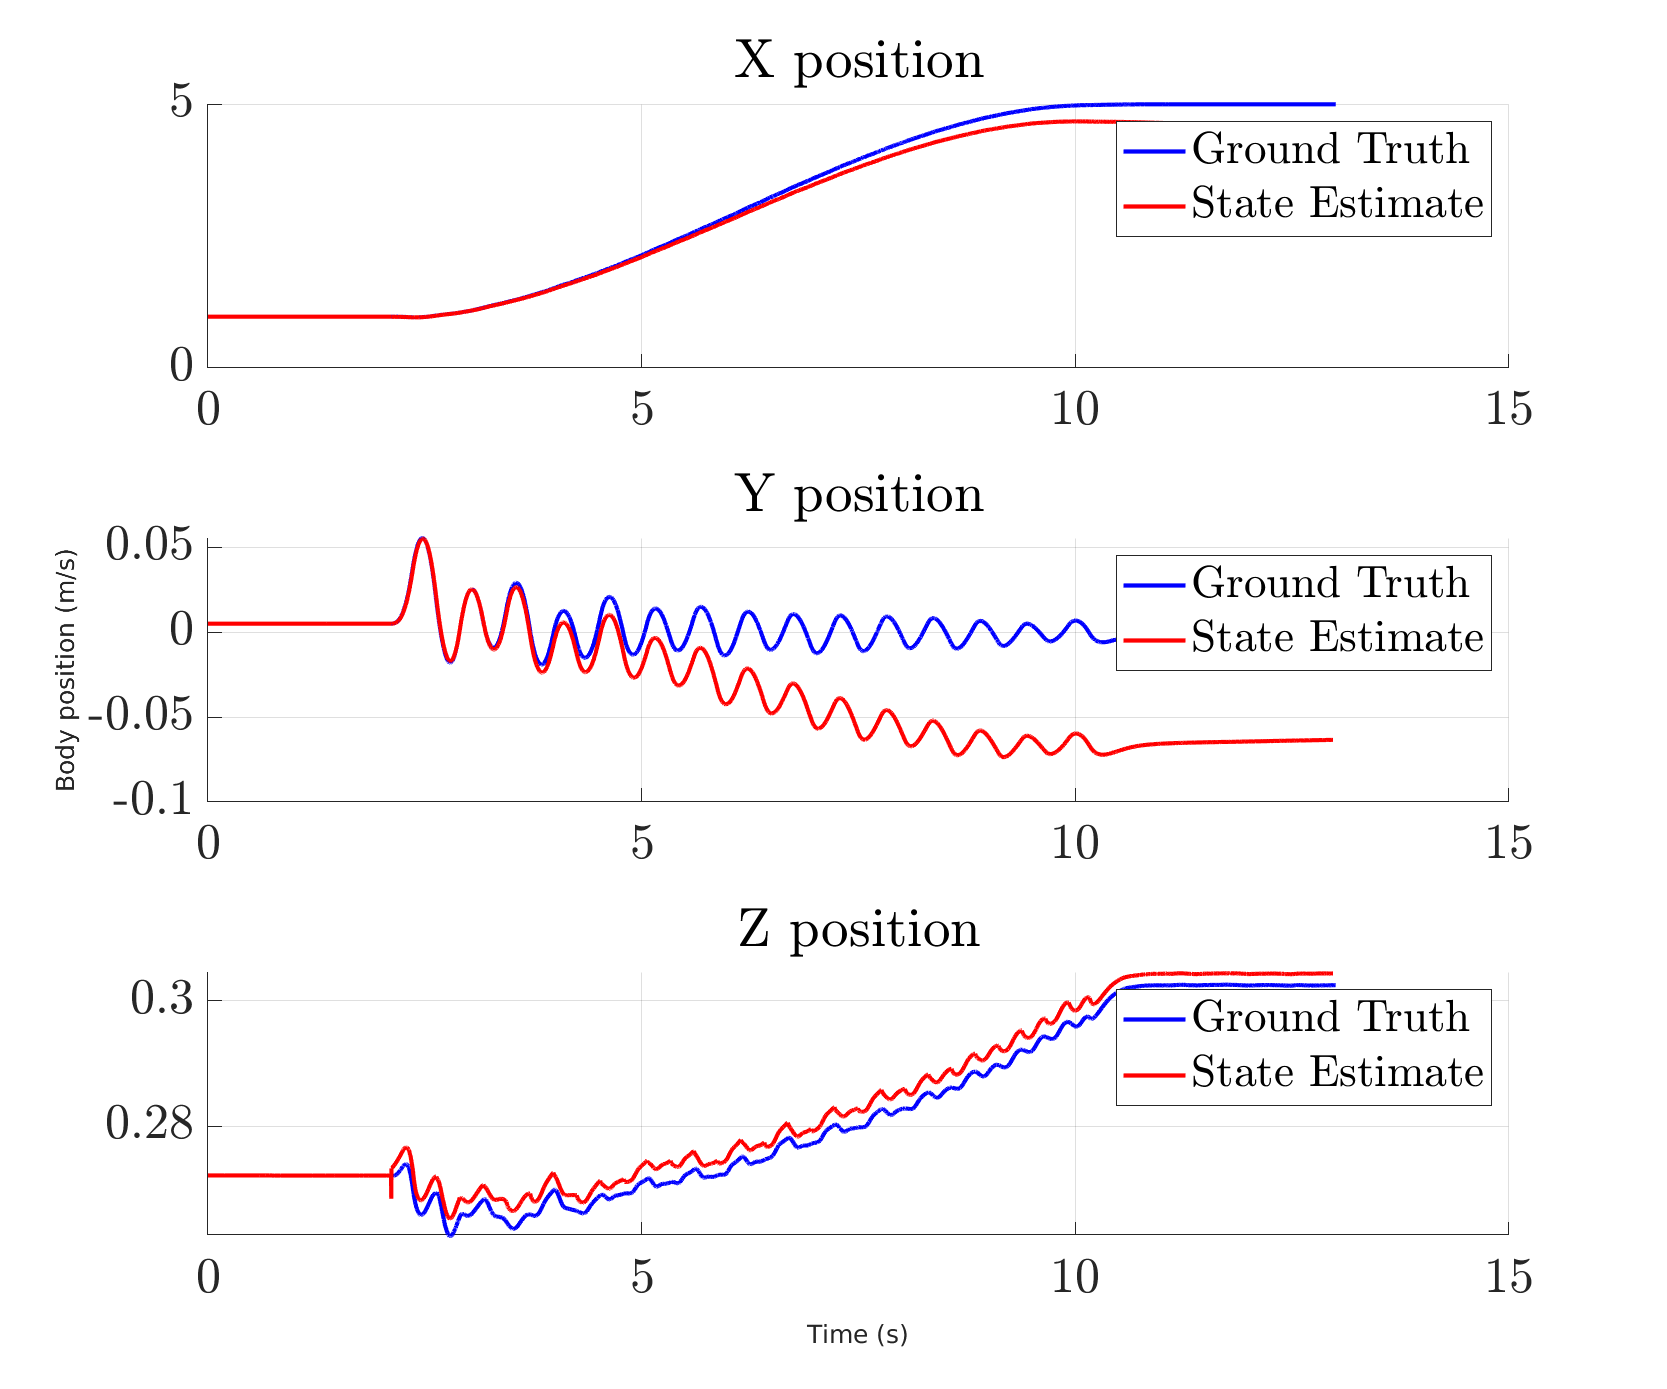 X position
5
0
0 5 10 15
Ground Truth
State Estimate
Y position
Body position (m/s)
0.05
0
-0.05
-0.1
0 5 10 15
Ground Truth
State Estimate
Z position
0.3
0.28
0 5 10 15
Ground Truth
State Estimate
Time (s)